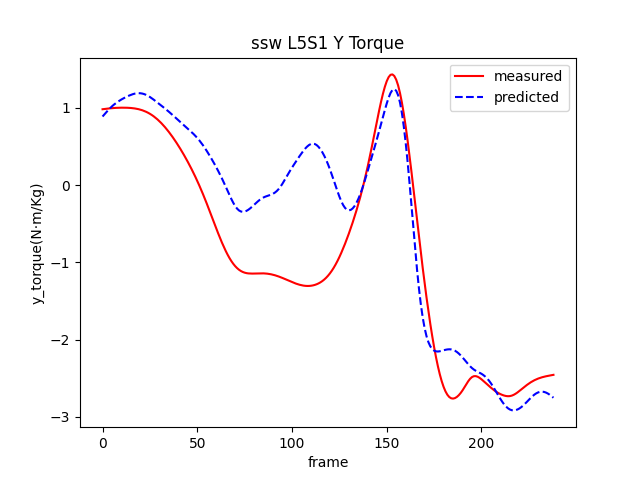 ssw L5S1 Y Torque
measured
predicted
y_torque(N·m/Kg)
1
0
−1
−2
−3
0 50 100 150 200
frame